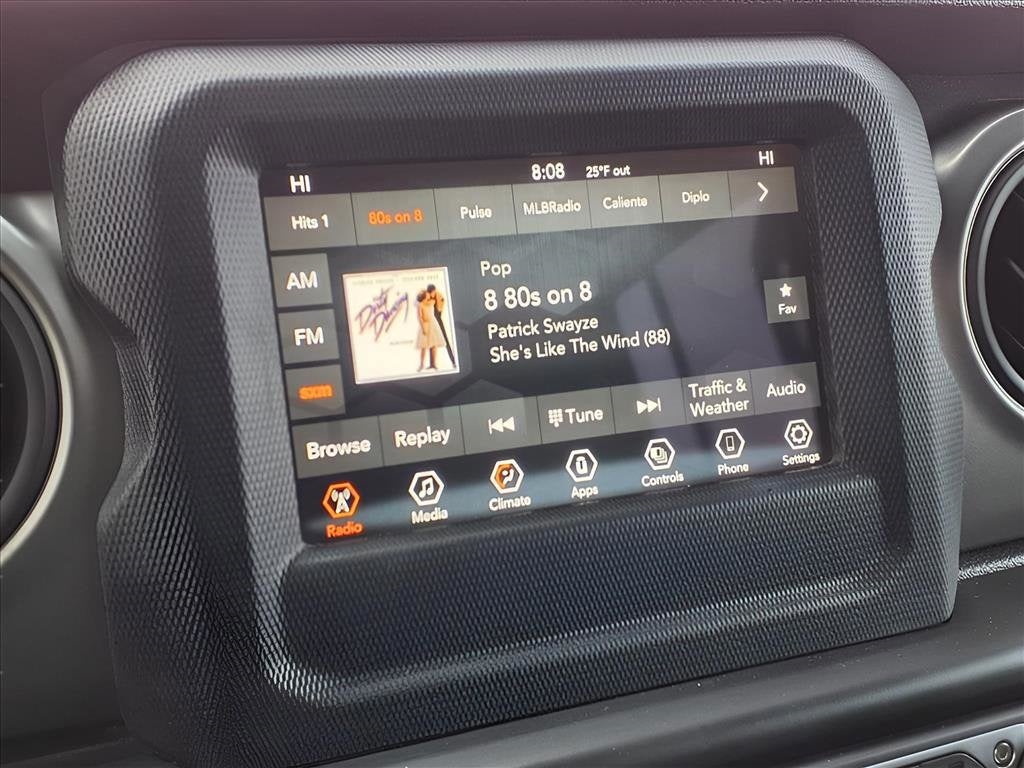 HI 8:08 25°F out HI
Hits 1 80s on 8 Pulse MLBRadio Caliente Diplo
AM
FM
sxm
Dirty Dancing
Pop
8 80s on 8
Patrick Swayze
She's Like The Wind (88)
Fav
Browse Replay Tune Traffic & Weather Audio
Radio Media Climate Apps Controls Phone Settings